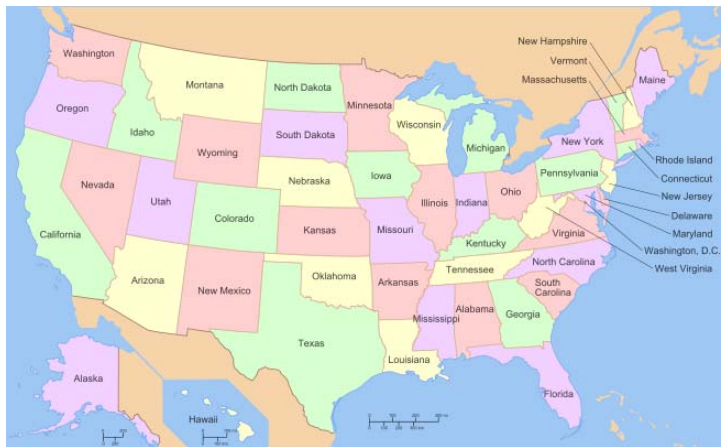 New Hampshire
Vermont
Massachusetts
Washington
Montana
North Dakota
Minnesota
Maine
Oregon
Idaho
Wisconsin
South Dakota
Michigan
New York
Wyoming
Rhode Island
Connecticut
Pennsylvania
Iowa
Nebraska
New Jersey
Nevada
Utah
Illinois
Indiana
Ohio
Colorado
Delaware
Maryland
California
Kansas
Missouri
Virginia
Kentucky
Washington, D.C.
North Carolina
West Virginia
Arizona
Oklahoma
Tennessee
New Mexico
Arkansas
South
Carolina
Mississippi
Alabama
Georgia
Texas
Louisiana
Alaska
Florida
Hawaii